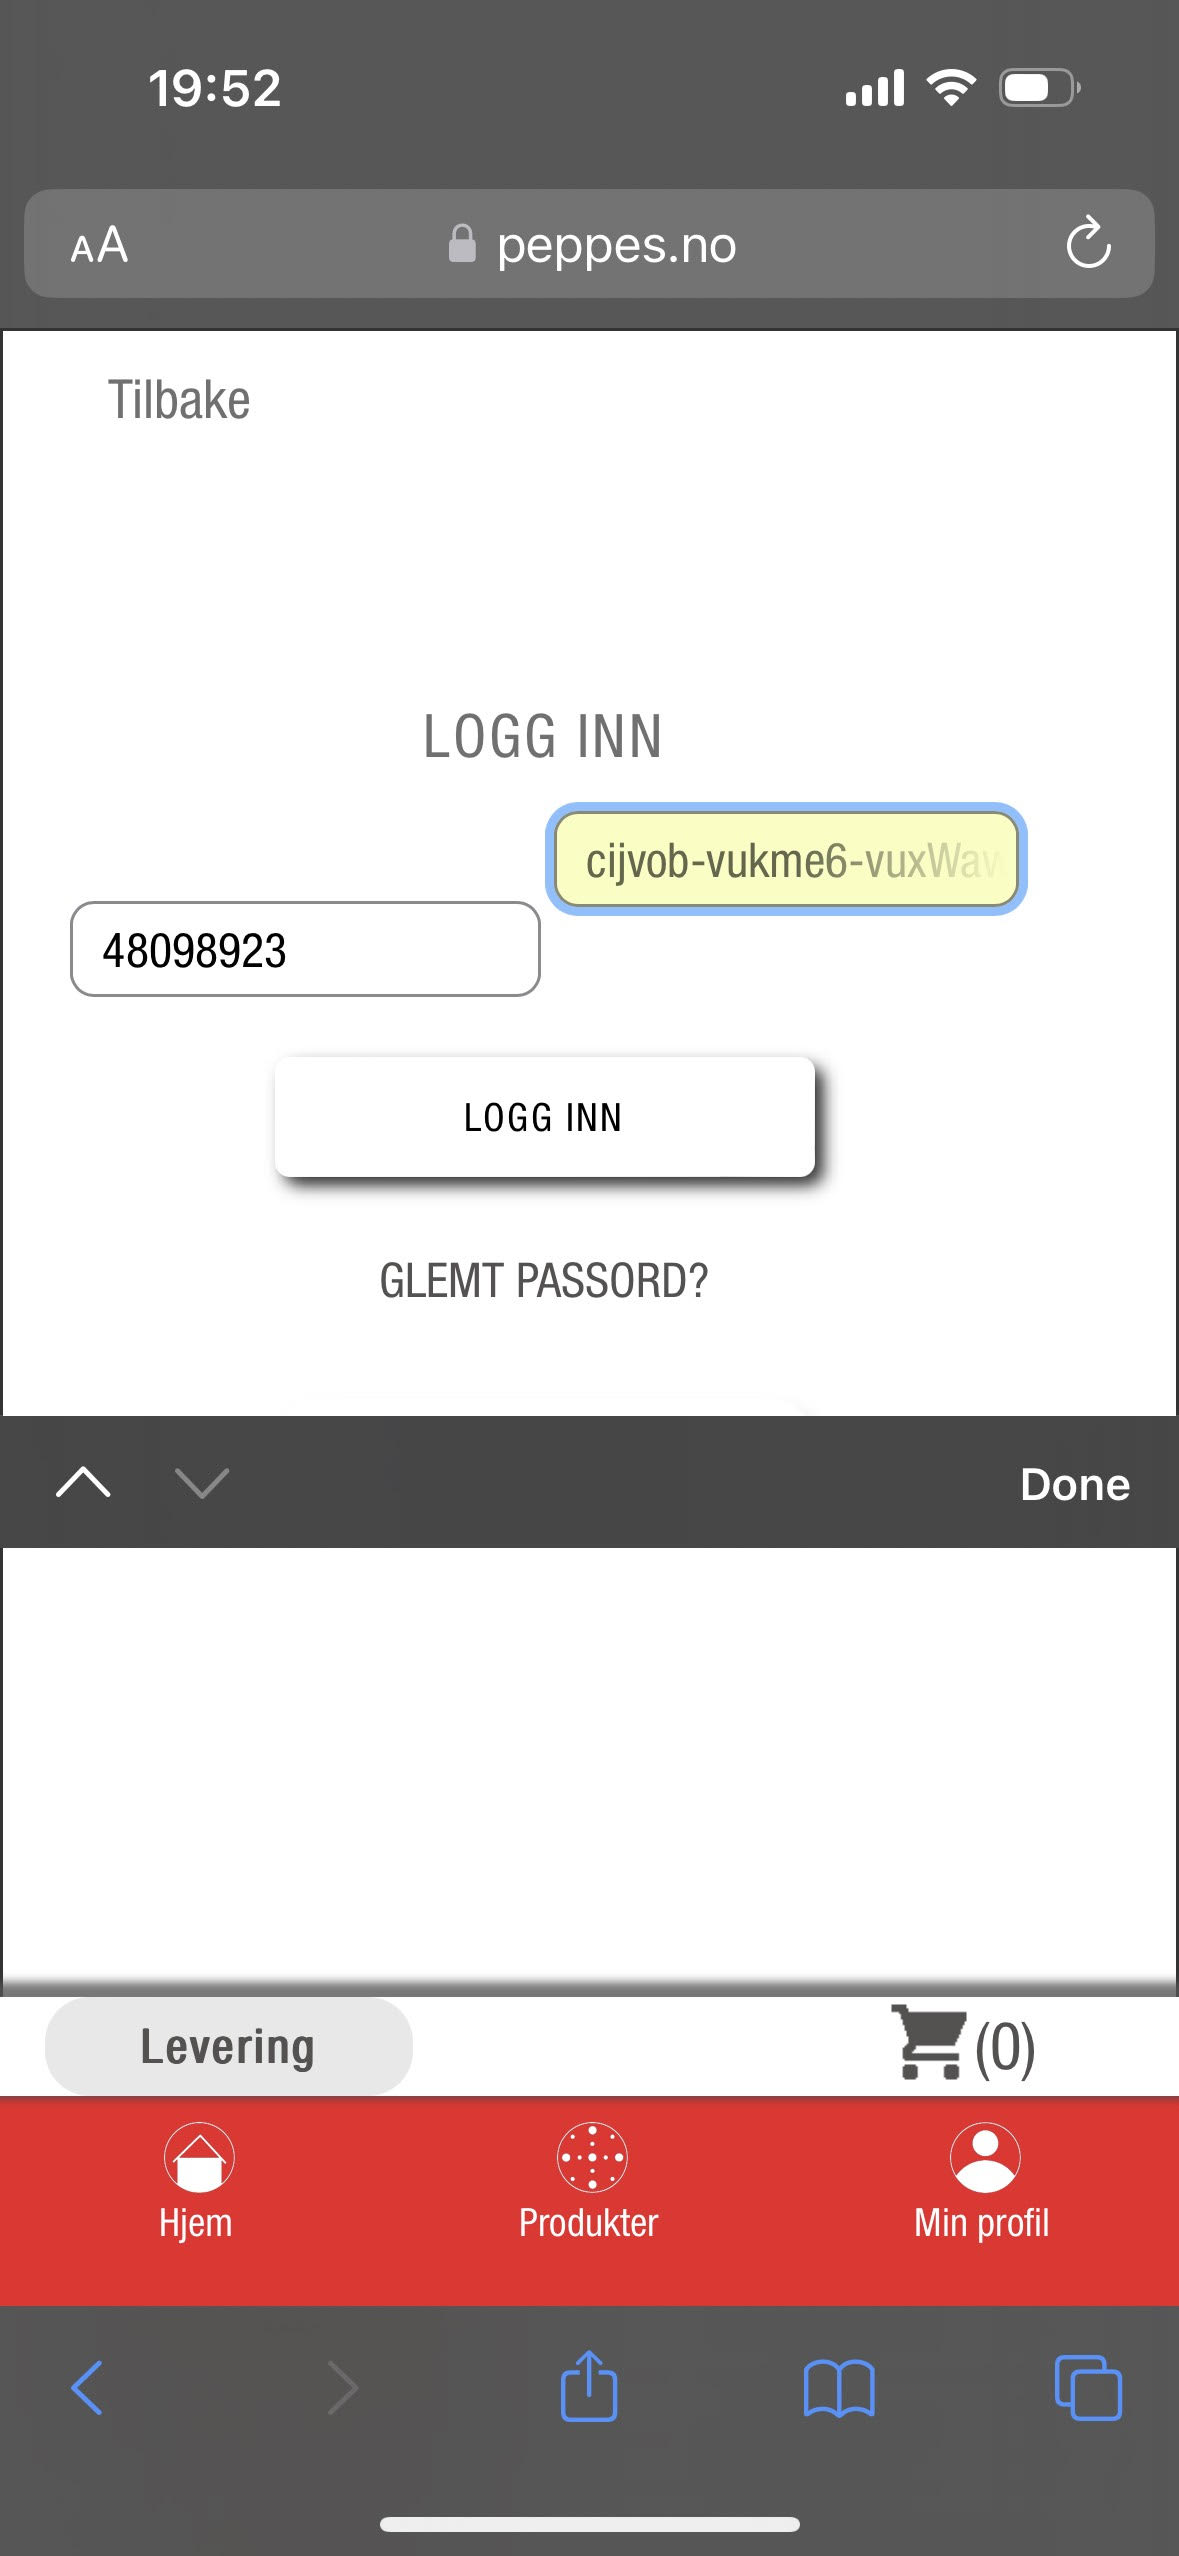 19:52
AA
peppes.no
Tilbake
LOGG INN
cijvob-vukme6-vuxWaw
48098923
LOGG INN
GLEMT PASSORD?
Done
Levering
(0)
Hjem
Produkter
Min profil